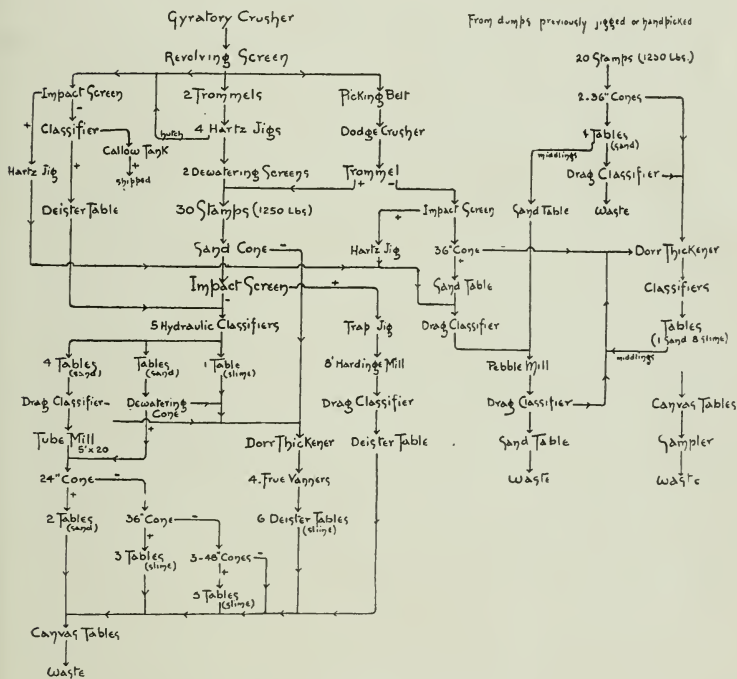 Gyratory Crusher
From dumps previously jigged or handpicked
Revolving Screen
20 Stamps (1250 Lbs.)
Impact Screen
2 Trommels
Picking Belt
2-36" Cones
+
-
Classifier
hutch
4 Hartz Jigs
Dodge Crusher
4 Tables
(sand)
+
Callow Tank
middlings
Hartz Jig
+
shipped
2 Dewatering Screens
Trommel
Drag Classifier
+
-
Deister Table
30 Stamps (1250 Lbs)
+
Impact Screen
Sand Table
Waste
Sand Cone -
Hartz Jig
36" Cone -
Dorr Thickener
+
Impact Screen +
Sand Table
Classifiers
-
5 Hydraulic Classifiers
Trap Jig
Drag Classifier
Tables
(1 Sand 8 slime)
middlings
4 Tables
(sand)
Tables
(sand)
1 Table
(slime)
8' Hardinge Mill
Pebble Mill
Drag Classifier
Dewatering
Cone
Drag Classifier
Drag Classifier
Canvas Tables
+
Tube Mill
5'x20
Dorr Thickener
Deister Table
Sand Table
Sampler
24" Cone -
4. Frue Vanners
Waste
Waste
+
2 Tables
(sand)
36" Cone -
6 Deister Tables
(slime)
+
3 Tables
(slime)
3-48" Cones -
+
5 Tables
(slime)
Canvas Tables
Waste